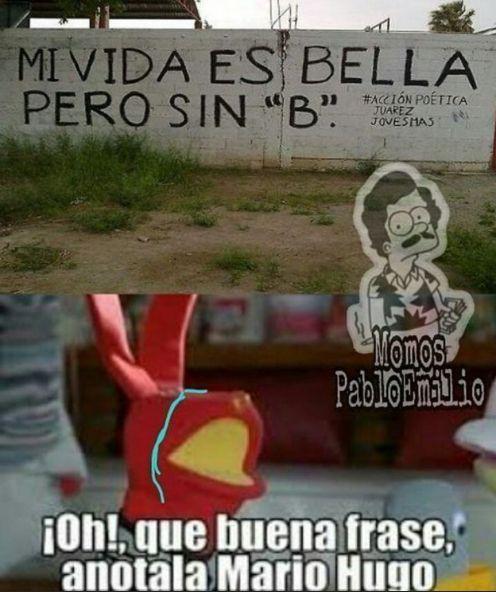 MI VIDA ES BELLA
PERO SIN "B".
#ACCIÓN POÉTICA
JUAREZ
JOVESMAS
Momos
PabloEmilio
¡Oh!, que buena frase,
anotala Mario Hugo